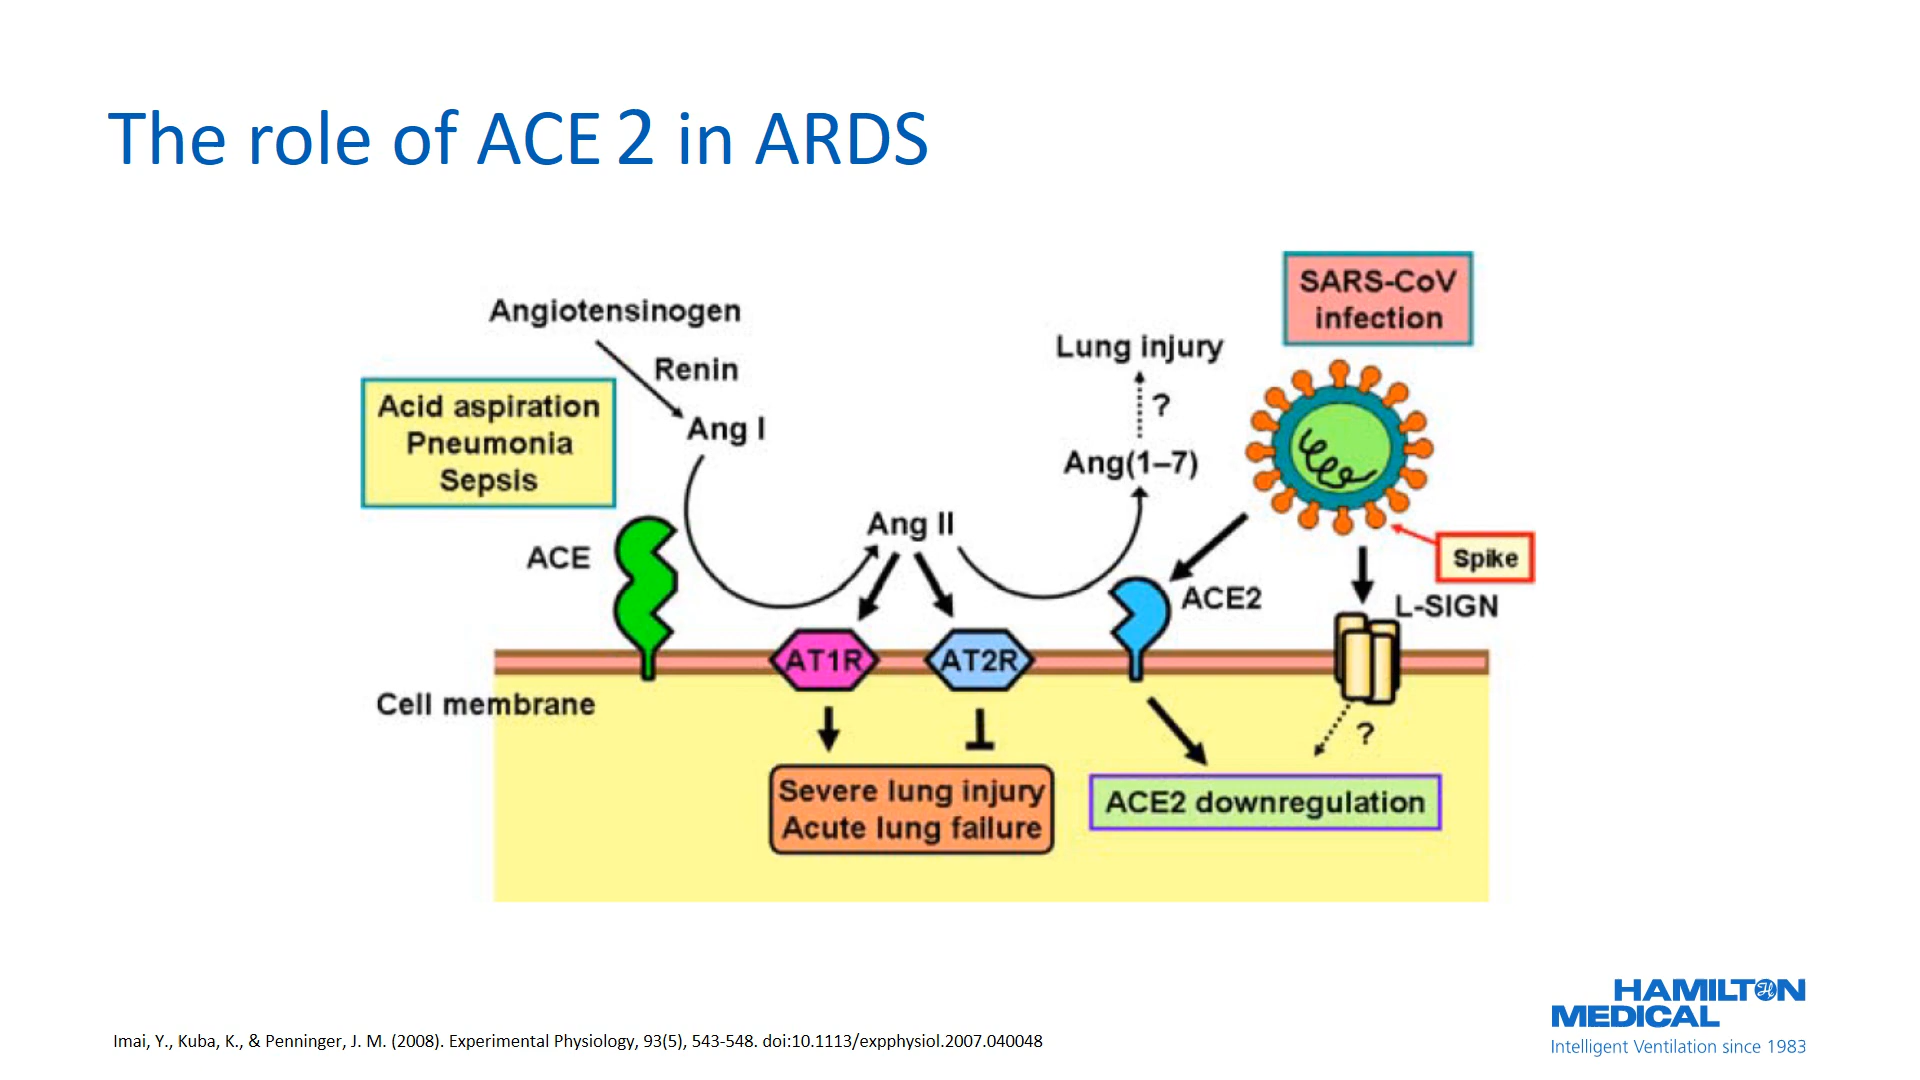 The role of ACE 2 in ARDS
SARS-CoV
infection
Angiotensinogen
Renin
Lung injury
?
Acid aspiration
Pneumonia
Sepsis
Ang I
Ang(1–7)
Ang II
Spike
ACE
ACE2
L-SIGN
AT1R
AT2R
Cell membrane
?
Severe lung injury
Acute lung failure
ACE2 downregulation
HAMILTON
MEDICAL
Intelligent Ventilation since 1983
Imai, Y., Kuba, K., & Penninger, J. M. (2008). Experimental Physiology, 93(5), 543-548. doi:10.1113/expphysiol.2007.040048